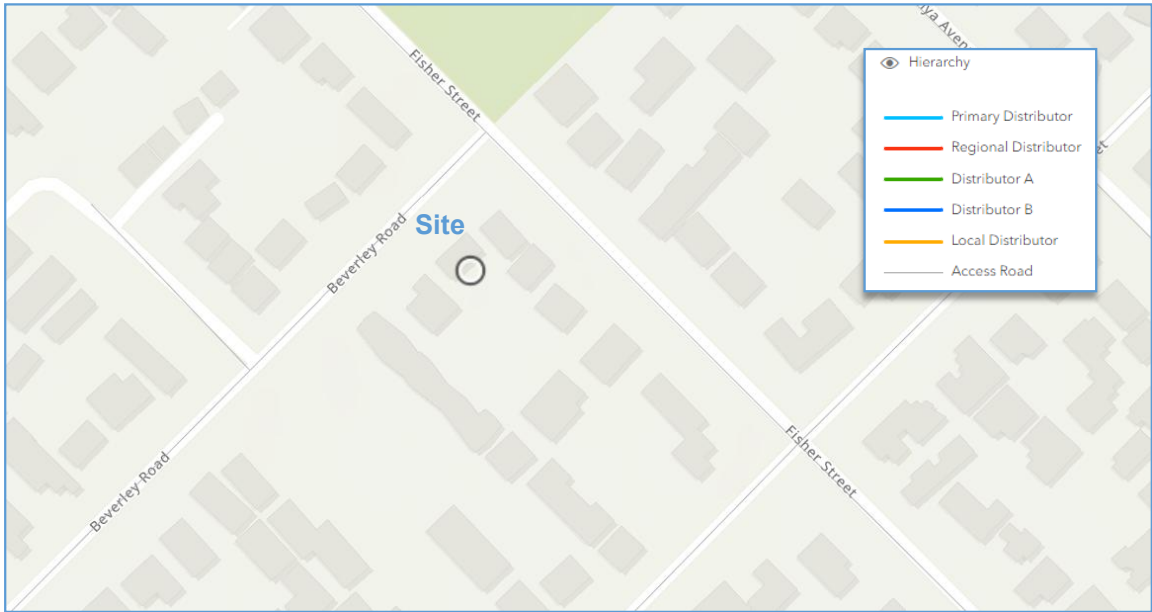 Fisher Street
Hierarchy
Primary Distributor
Regional Distributor
Distributor A
Distributor B
Local Distributor
Access Road
Site
Beverley Road
Fisher Street
Beverley Road